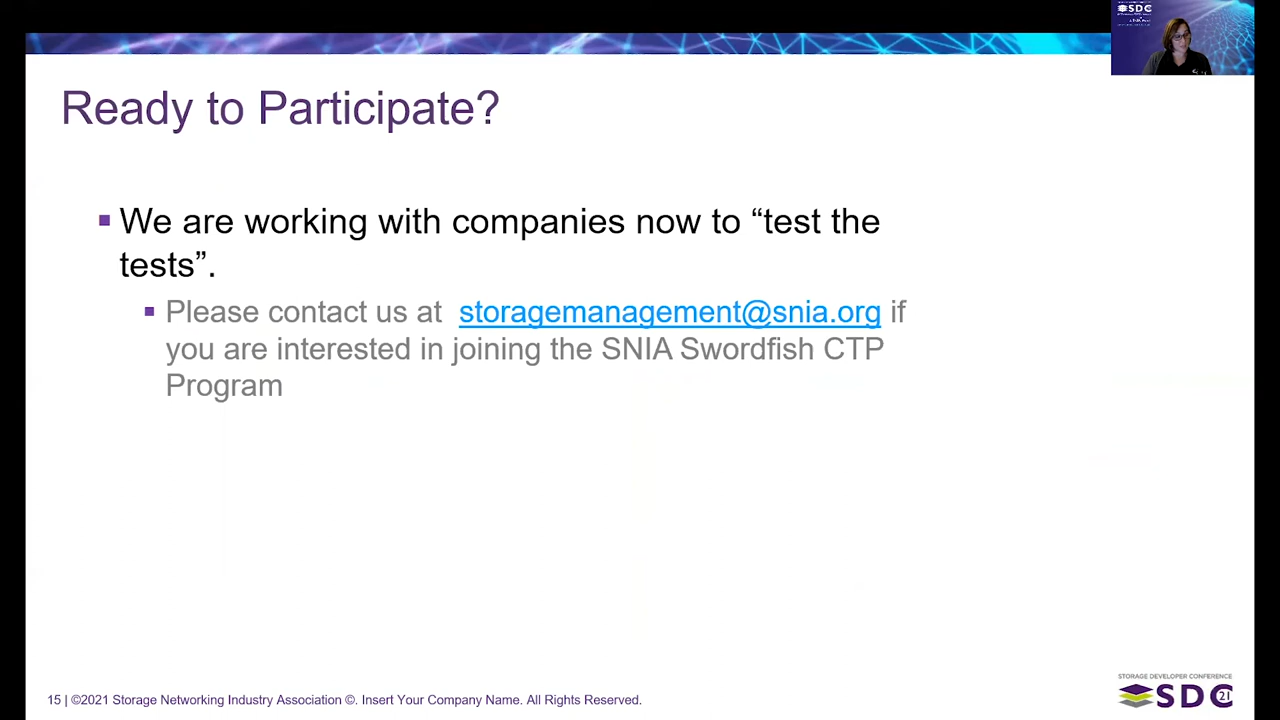 SDC
Ready to Participate?
▪ We are working with companies now to “test the
tests”.
▪ Please contact us at storagemanagement@snia.org if
you are interested in joining the SNIA Swordfish CTP
Program
15 | ©2021 Storage Networking Industry Association ©. Insert Your Company Name. All Rights Reserved.
STORAGE DEVELOPER CONFERENCE
SDC 21